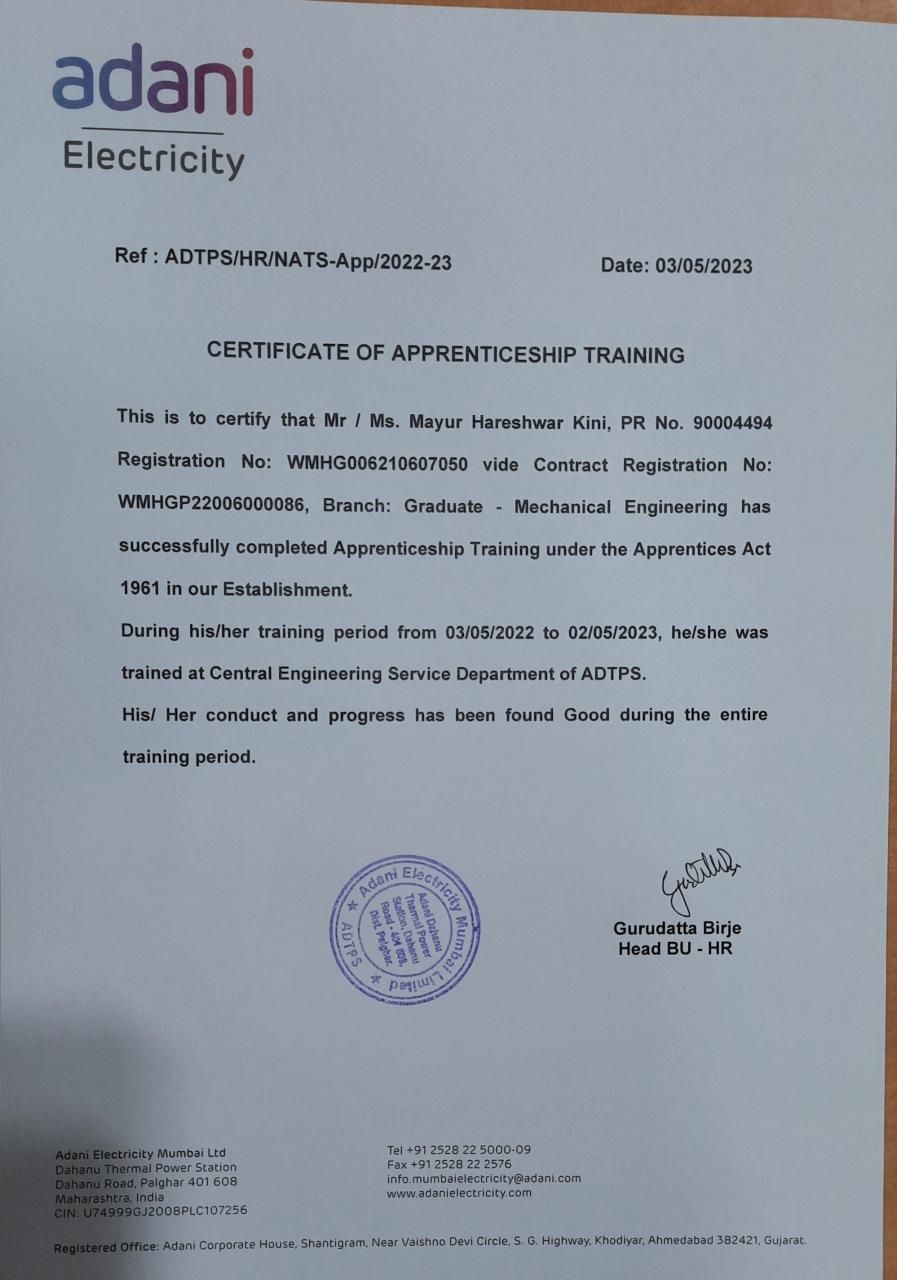 adani
Electricity
Ref : ADTPS/HR/NATS-App/2022-23 Date: 03/05/2023
CERTIFICATE OF APPRENTICESHIP TRAINING
This is to certify that Mr / Ms. Mayur Hareshwar Kini, PR No. 90004494
Registration No: WMHG006210607050 vide Contract Registration No:
WMHGP22006000086, Branch: Graduate - Mechanical Engineering has
successfully completed Apprenticeship Training under the Apprentices Act
1961 in our Establishment.
During his/her training period from 03/05/2022 to 02/05/2023, he/she was
trained at Central Engineering Service Department of ADTPS.
His/ Her conduct and progress has been found Good during the entire
training period.
Adani Electricity Mumbai Limited
★ ADTPS ★
Adani Dahanu
Thermal Power
Station, Dahanu
Road - 401 608,
Dist. Palghar.
Gurudatta Birje
Head BU - HR
Adani Electricity Mumbai Ltd
Dahanu Thermal Power Station
Dahanu Road, Palghar 401 608
Maharashtra, India
CIN: U74999GJ2008PLC107256
Tel +91 2528 22 5000-09
Fax +91 2528 22 2576
info.mumbaielectricity@adani.com
www.adanielectricity.com
Registered Office: Adani Corporate House, Shantigram, Near Vaishno Devi Circle, S. G. Highway, Khodiyar, Ahmedabad 382421, Gujarat.